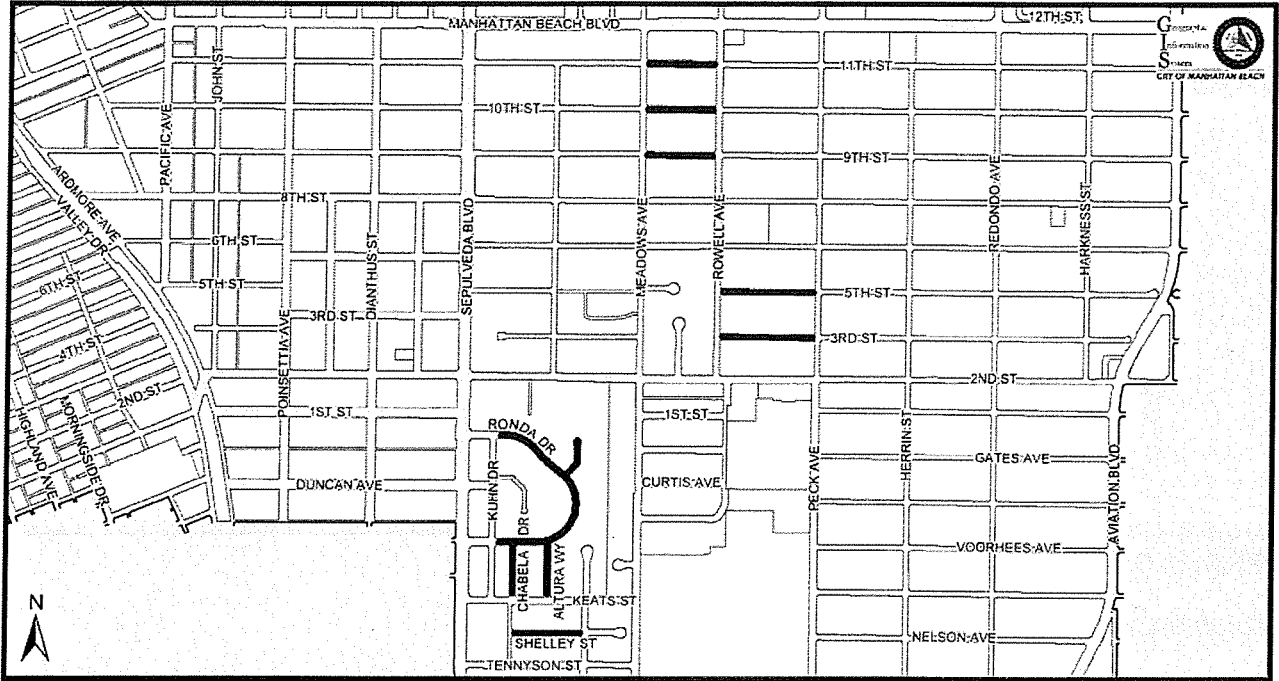 MANHATTAN BEACH BLVD
12TH ST
Geographic
Information
System
CITY OF MANHATTAN BEACH
JOHN ST
11TH ST
10TH ST
PACIFIC AVE
9TH ST
ARDMORE AVE
VALLEY DR
8TH ST
6TH ST
DIANTHUS ST
SEPULVEDA BLVD
MEADOWS AVE
ROWELL AVE
REDONDO AVE
HARKNESS ST
6TH ST
5TH ST
5TH ST
POINSETTIA AVE
3RD ST
3RD ST
4TH ST
2ND ST
2ND ST
HIGHLAND AVE
MORNINGSIDE DR
1ST ST
1ST ST
RONDA DR
KUHN DR
DUNCAN AVE
CURTIS AVE
PECK AVE
HERRIN ST
GATES AVE
AVIATION BLVD
CHABELA DR
ALTURA WY
VOORHEES AVE
KEATS ST
N
SHELLEY ST
NELSON AVE
TENNYSON ST